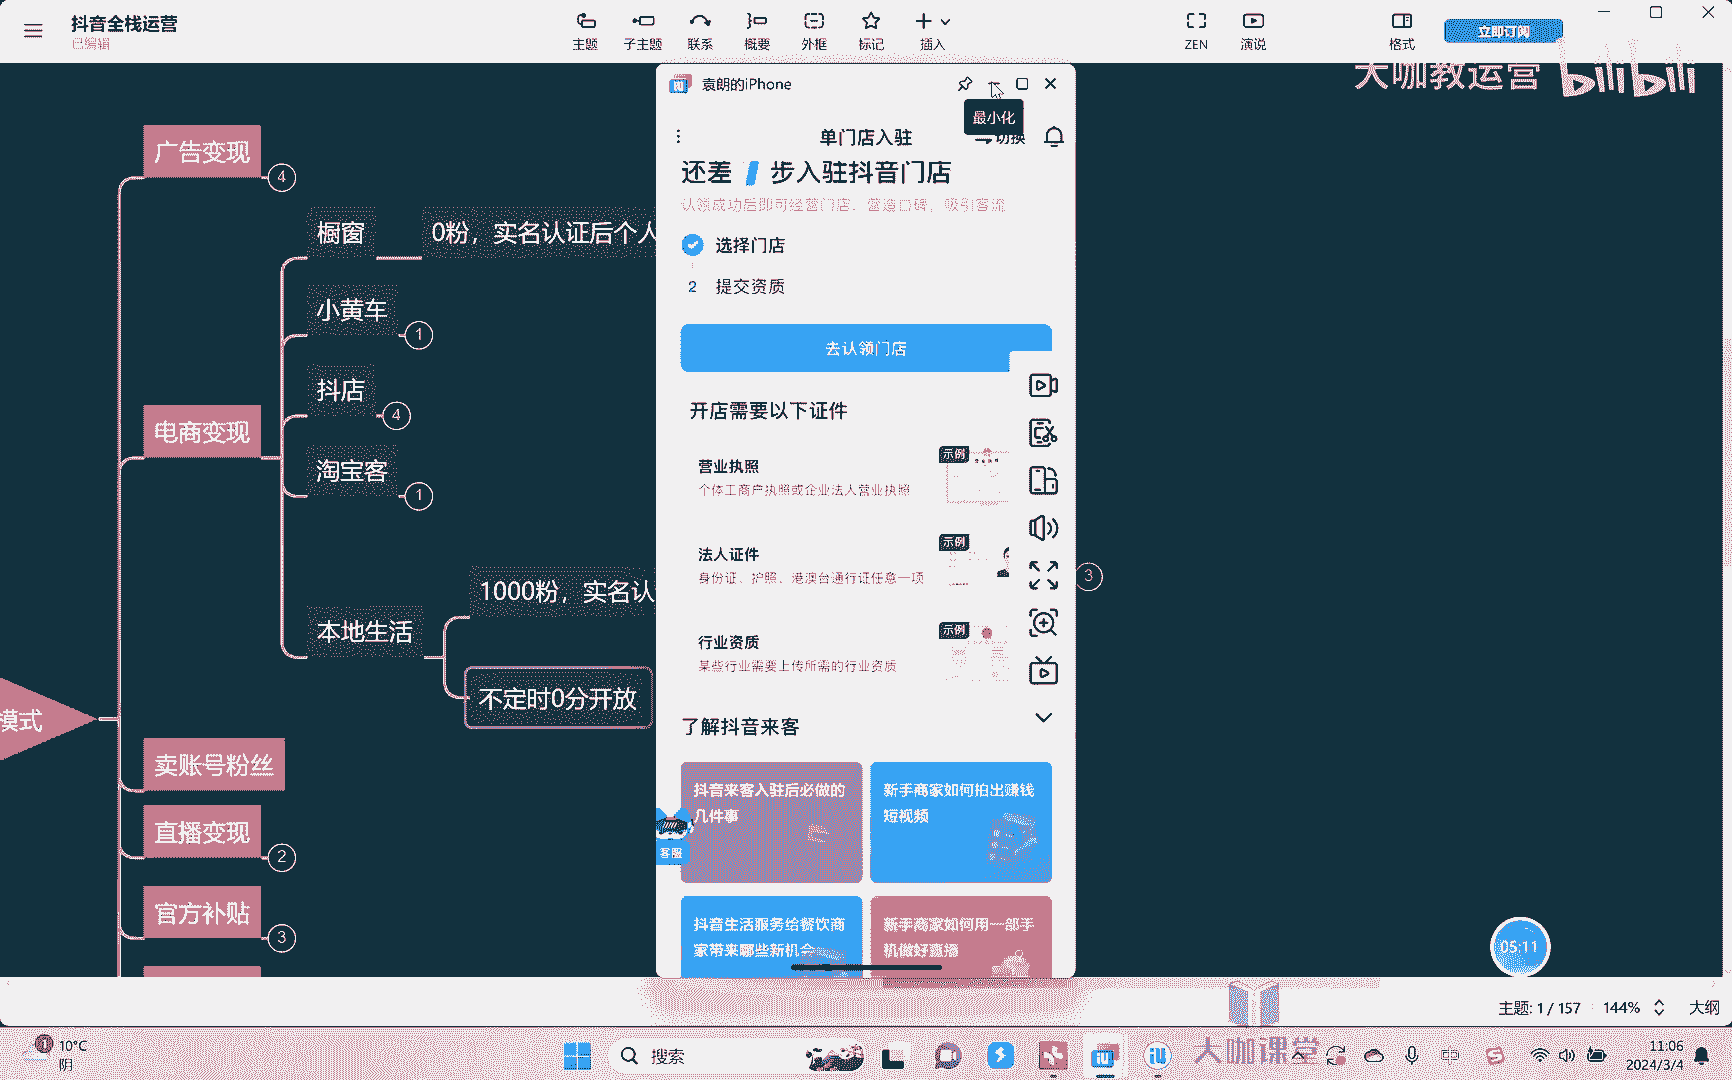 抖音全栈运营
已编辑
主题
子主题
联系
概要
外框
标记
插入
ZEN
演说
格式
立即订阅
大咖教运营 bilibili
袁朗的iPhone
最小化
单门店入驻
切换
还差
步入驻抖音门店
认领成功后即可经营门店、营造口碑，吸引客流
选择门店
2 提交资质
去认领门店
开店需要以下证件
营业执照
个体工商户执照或企业法人营业执照
示例
法人证件
身份证、护照、港澳台通行证任意一项
示例
行业资质
某些行业需要上传所需的行业资质
示例
了解抖音来客
抖音来客入驻后必做的
几件事
新手商家如何拍出赚钱
短视频
客服
抖音生活服务给餐饮商
家带来哪些新机会
新手商家如何用一部手
机做好直播
广告变现
4
橱窗
0粉，实名认证后个人
小黄车
1
抖店
4
电商变现
淘宝客
1
1000粉，实名认
3
本地生活
不定时0分开放
模式
卖账号粉丝
直播变现
2
官方补贴
3
05:11
主题: 1 / 157
144%
大纲
10°C
阴
搜索
大咖课堂
11:06
2024/3/4